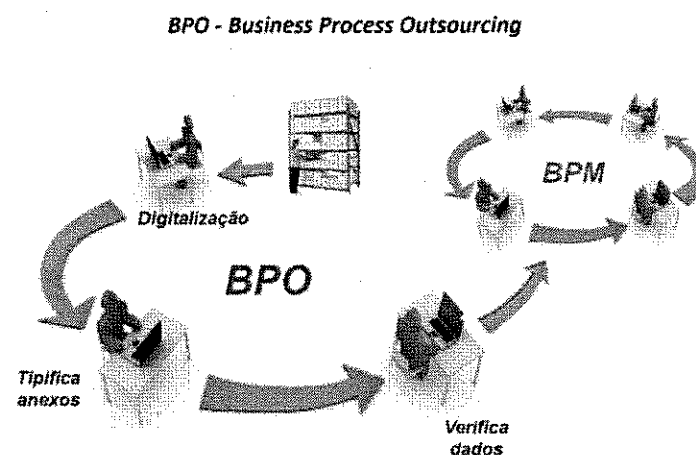 BPO - Business Process Outsourcing
BPM
Digitalização
BPO
Tipifica
anexos
Verifica
dados